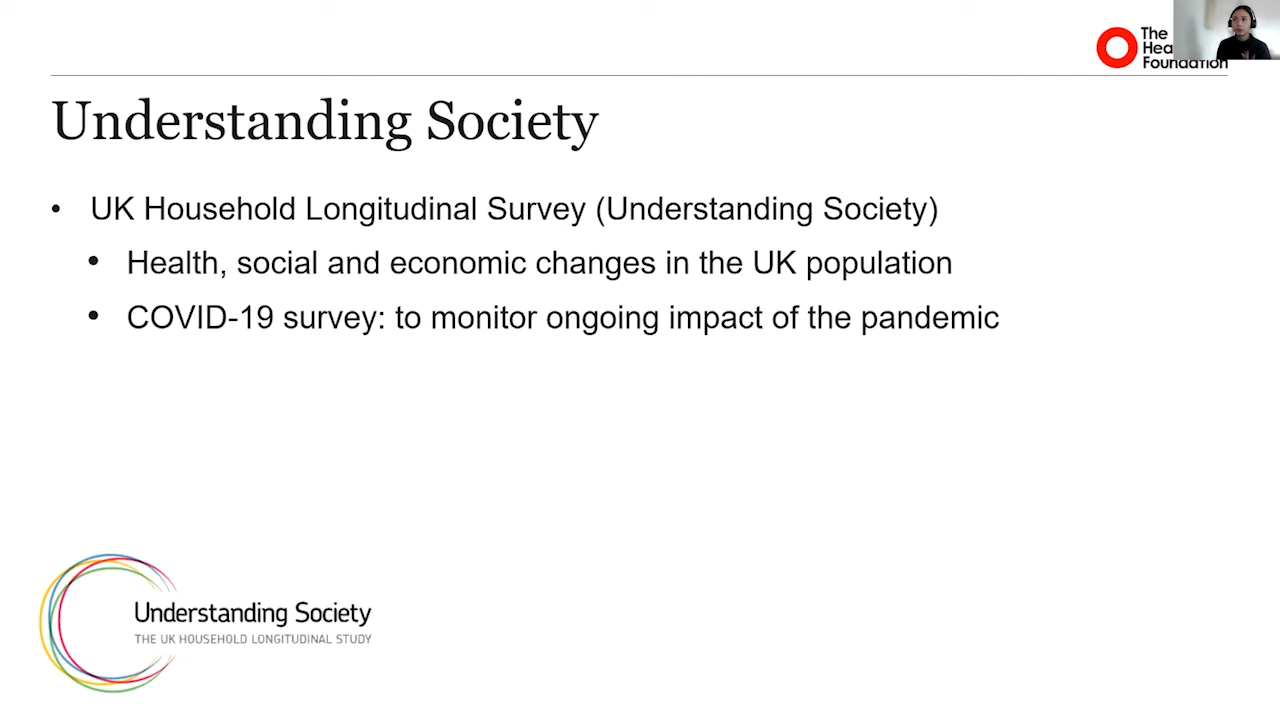 The
Foundation
Understanding Society
• UK Household Longitudinal Survey (Understanding Society)
• Health, social and economic changes in the UK population
• COVID-19 survey: to monitor ongoing impact of the pandemic
Understanding Society
THE UK HOUSEHOLD LONGITUDINAL STUDY